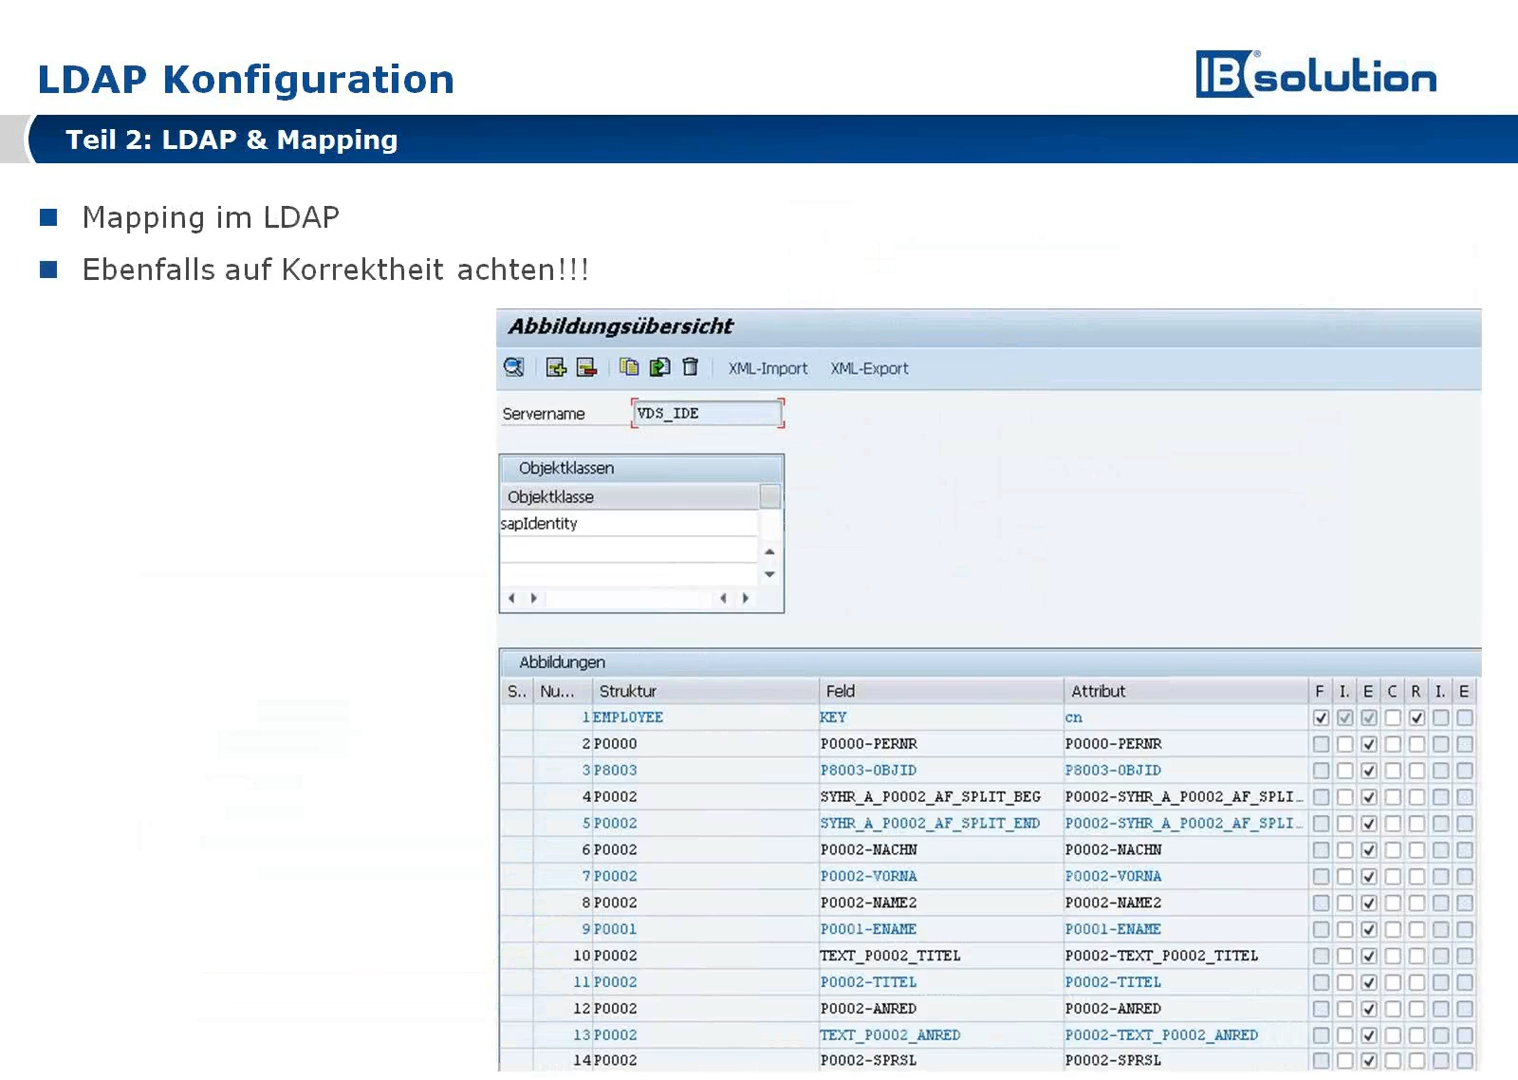 LDAP Konfiguration
IBsolution®
Teil 2: LDAP & Mapping
Mapping im LDAP
Ebenfalls auf Korrektheit achten!!!
Abbildungsübersicht
XML-Import XML-Export
Servername VDS_IDE
Objektklassen
Objektklasse
sapIdentity
Abbildungen
S.. Nu... Struktur Feld Attribut F I. E C R I. E
1 EMPLOYEE KEY cn
2 P0000 P0000-PERNR P0000-PERNR
3 P8003 P8003-OBJID P8003-OBJID
4 P0002 SYHR_A_P0002_AF_SPLIT_BEG P0002-SYHR_A_P0002_AF_SPLI…
5 P0002 SYHR_A_P0002_AF_SPLIT_END P0002-SYHR_A_P0002_AF_SPLI…
6 P0002 P0002-NACHN P0002-NACHN
7 P0002 P0002-VORNA P0002-VORNA
8 P0002 P0002-NAME2 P0002-NAME2
9 P0001 P0001-ENAME P0001-ENAME
10 P0002 TEXT_P0002_TITEL P0002-TEXT_P0002_TITEL
11 P0002 P0002-TITEL P0002-TITEL
12 P0002 P0002-ANRED P0002-ANRED
13 P0002 TEXT_P0002_ANRED P0002-TEXT_P0002_ANRED
14 P0002 P0002-SPRSL P0002-SPRSL